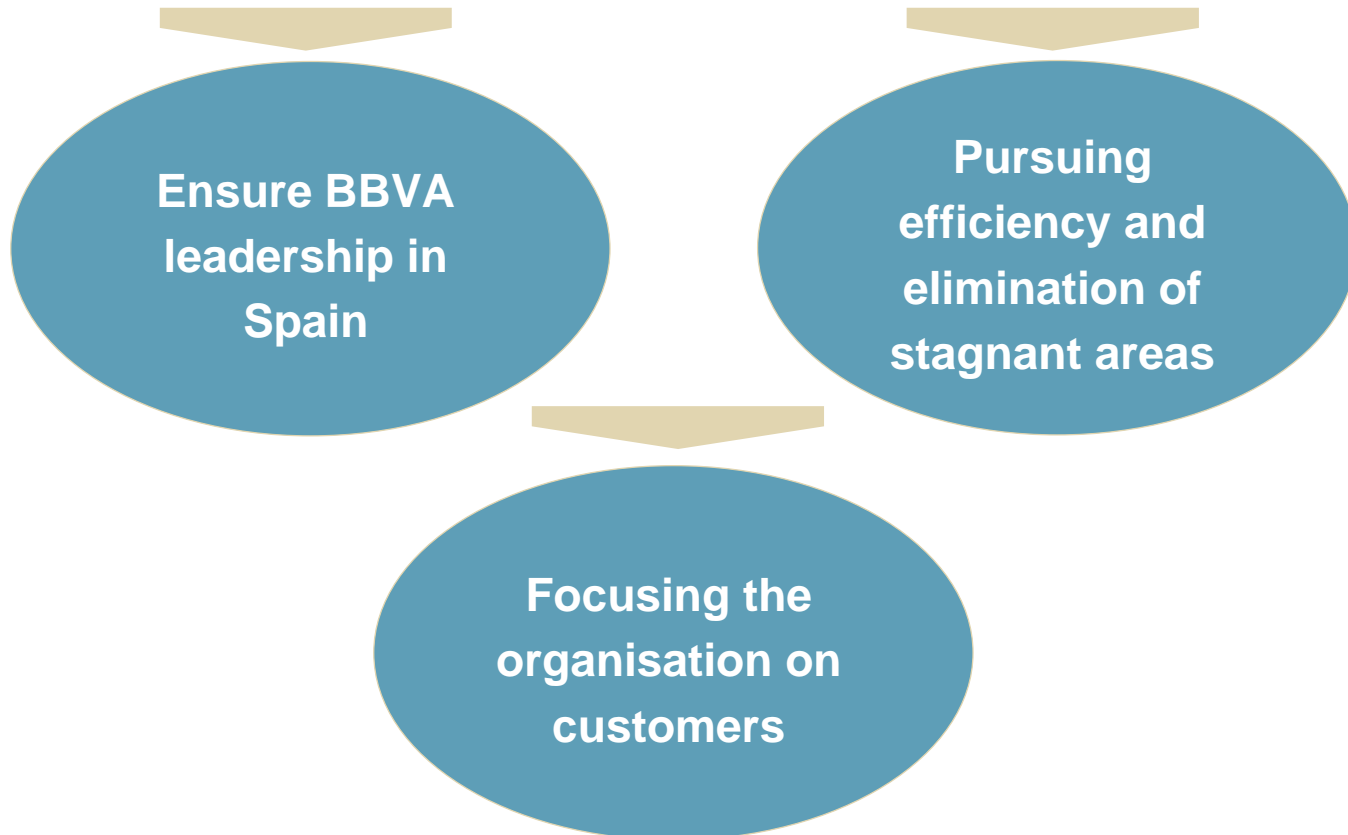 Ensure BBVA
leadership in
Spain
Pursuing
efficiency and
elimination of
stagnant areas
Focusing the
organisation on
customers